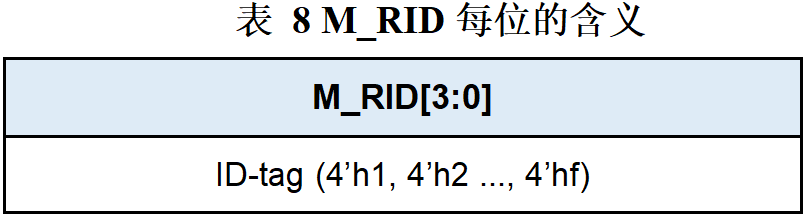 表 8 M_RID 每位的含义
M_RID[3:0]
ID-tag (4’h1, 4’h2 ..., 4’hf)